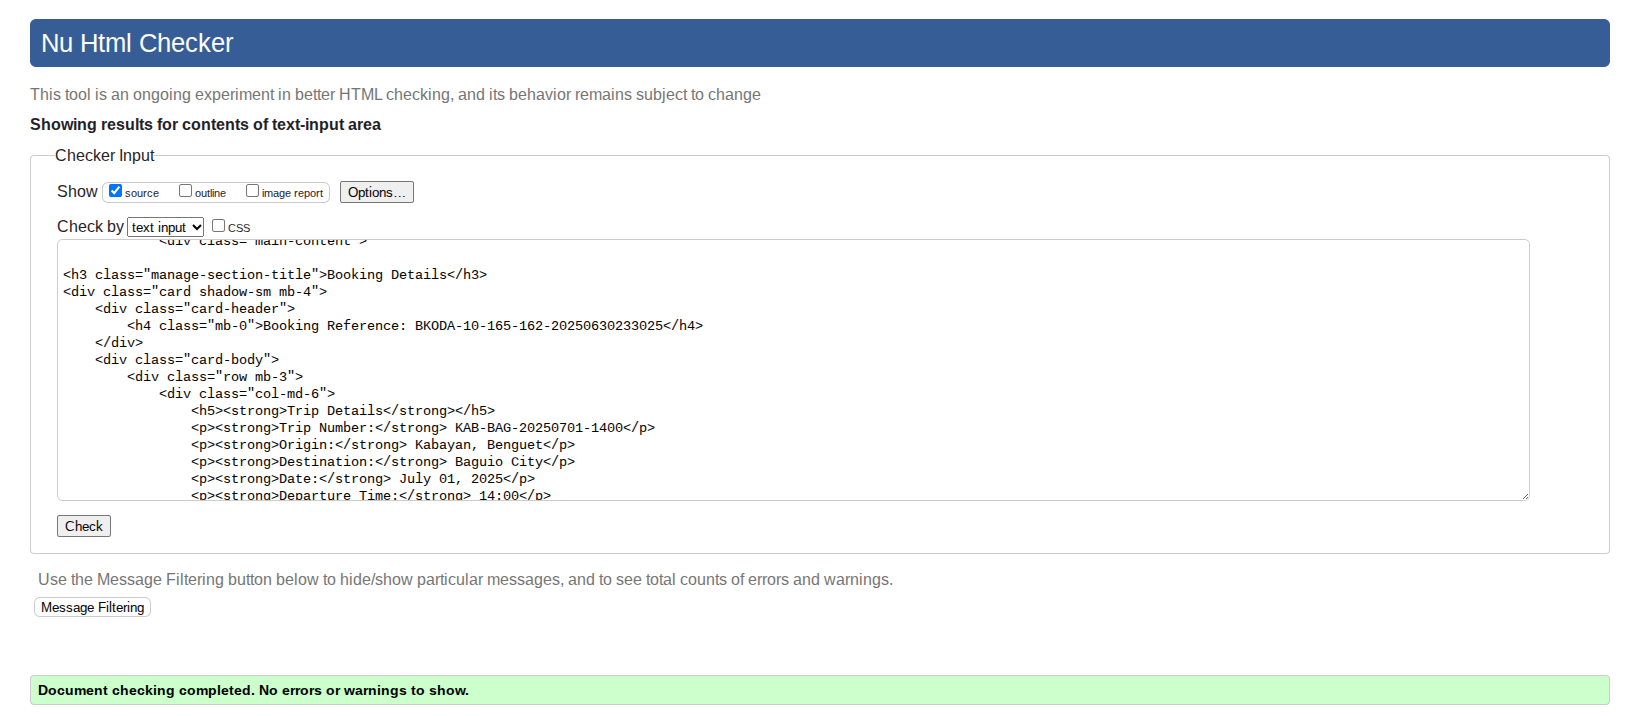 Nu Html Checker
This tool is an ongoing experiment in better HTML checking, and its behavior remains subject to change
Showing results for contents of text-input area
Checker Input
Show source outline image report Options...
Check by text input CSS
<div class="main-content">
<h3 class="manage-section-title">Booking Details</h3>
<div class="card shadow-sm mb-4">
<div class="card-header">
<h4 class="mb-0">Booking Reference: BKODA-10-165-162-20250630233025</h4>
</div>
<div class="card-body">
<div class="row mb-3">
<div class="col-md-6">
<h5><strong>Trip Details</strong></h5>
<p><strong>Trip Number:</strong> KAB-BAG-20250701-1400</p>
<p><strong>Origin:</strong> Kabayan, Benguet</p>
<p><strong>Destination:</strong> Baguio City</p>
<p><strong>Date:</strong> July 01, 2025</p>
<p><strong>Departure Time:</strong> 14:00</p>
Check
Use the Message Filtering button below to hide/show particular messages, and to see total counts of errors and warnings.
Message Filtering
Document checking completed. No errors or warnings to show.